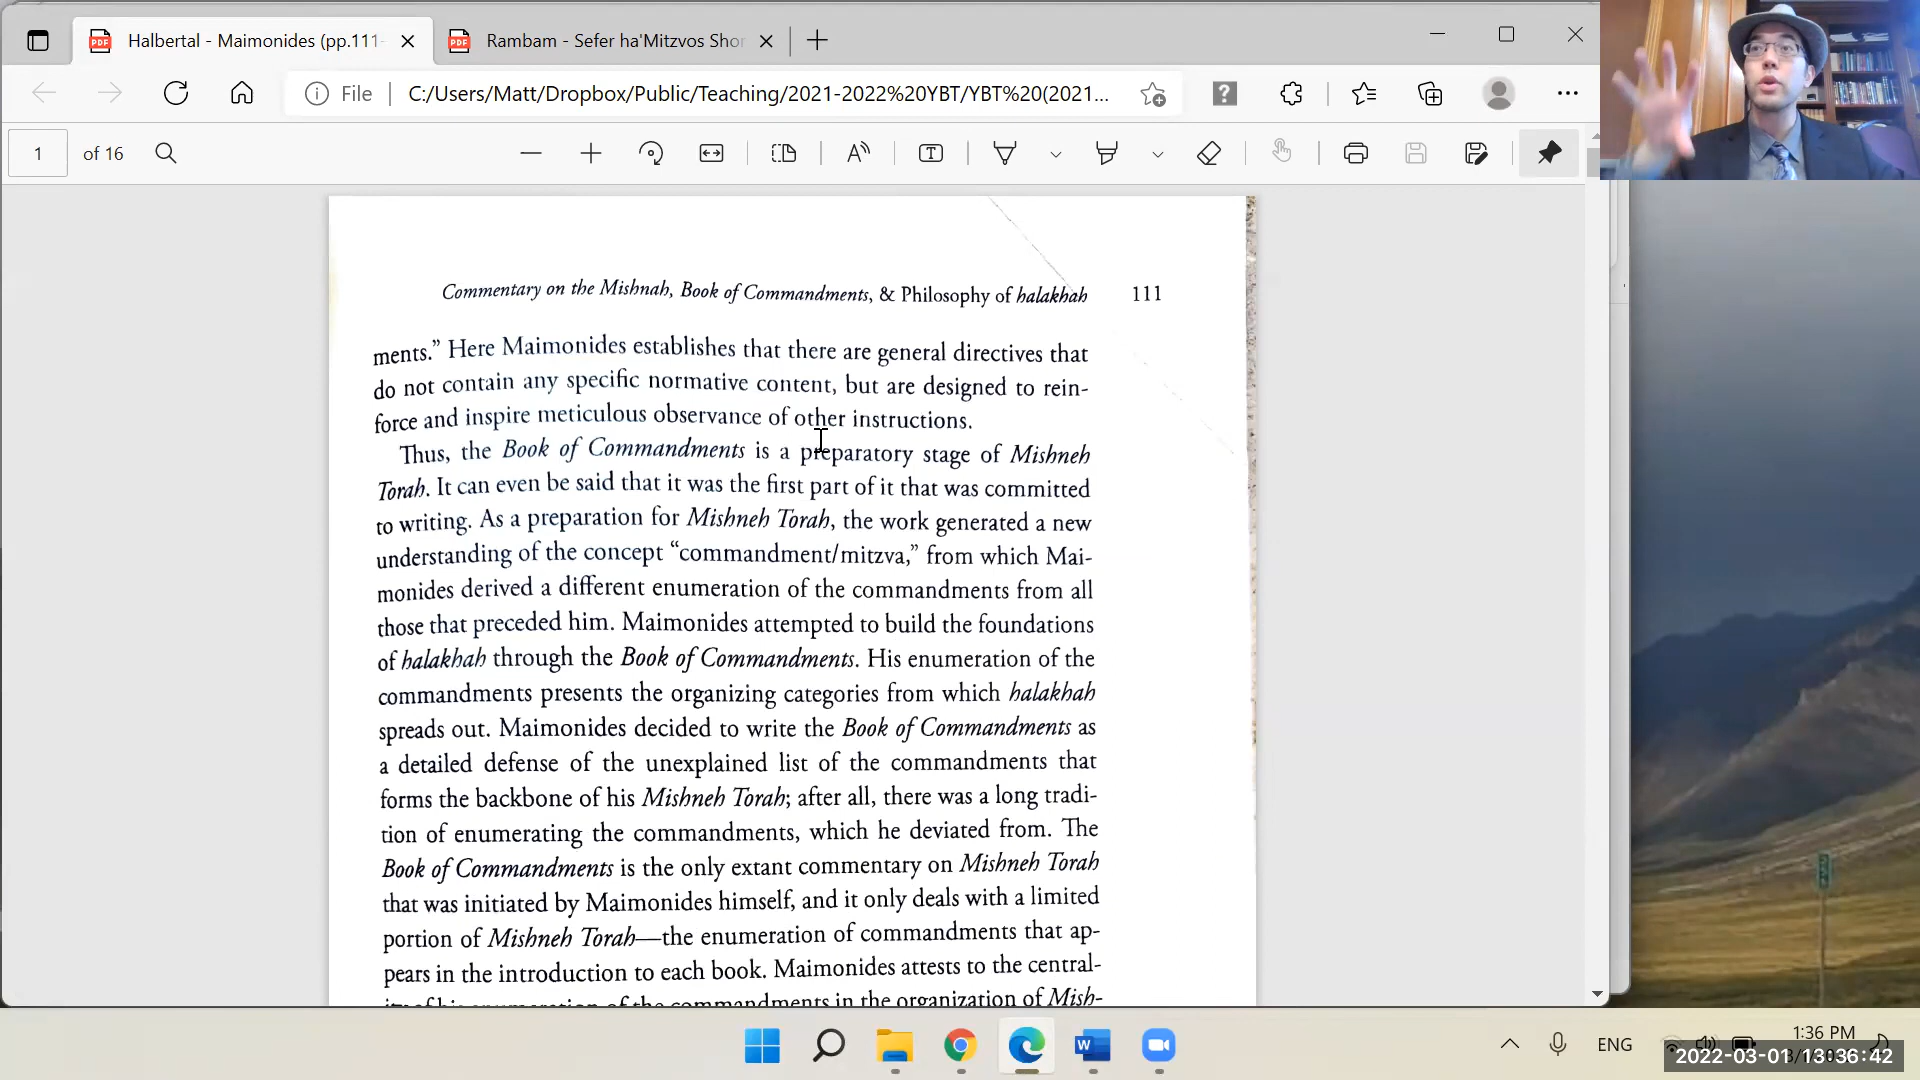 Halbertal - Maimonides (pp.111-
Rambam - Sefer ha'Mitzvos Shor
File
C:/Users/Matt/Dropbox/Public/Teaching/2021-2022%20YBT/YBT%20(2021...
1
of 16
Commentary on the Mishnah, Book of Commandments, & Philosophy of halakhah 111
ments.” Here Maimonides establishes that there are general directives that
do not contain any specific normative content, but are designed to rein-
force and inspire meticulous observance of other instructions.
Thus, the Book of Commandments is a preparatory stage of Mishneh
Torah. It can even be said that it was the first part of it that was committed
to writing. As a preparation for Mishneh Torah, the work generated a new
understanding of the concept “commandment/mitzva,” from which Mai-
monides derived a different enumeration of the commandments from all
those that preceded him. Maimonides attempted to build the foundations
of halakhah through the Book of Commandments. His enumeration of the
commandments presents the organizing categories from which halakhah
spreads out. Maimonides decided to write the Book of Commandments as
a detailed defense of the unexplained list of the commandments that
forms the backbone of his Mishneh Torah; after all, there was a long tradi-
tion of enumerating the commandments, which he deviated from. The
Book of Commandments is the only extant commentary on Mishneh Torah
that was initiated by Maimonides himself, and it only deals with a limited
portion of Mishneh Torah—the enumeration of commandments that ap-
pears in the introduction to each book. Maimonides attests to the central-
ity of his enumeration of the commandments in the organization of Mish-
ENG
1:36 PM
2022-03-01 13:36:42